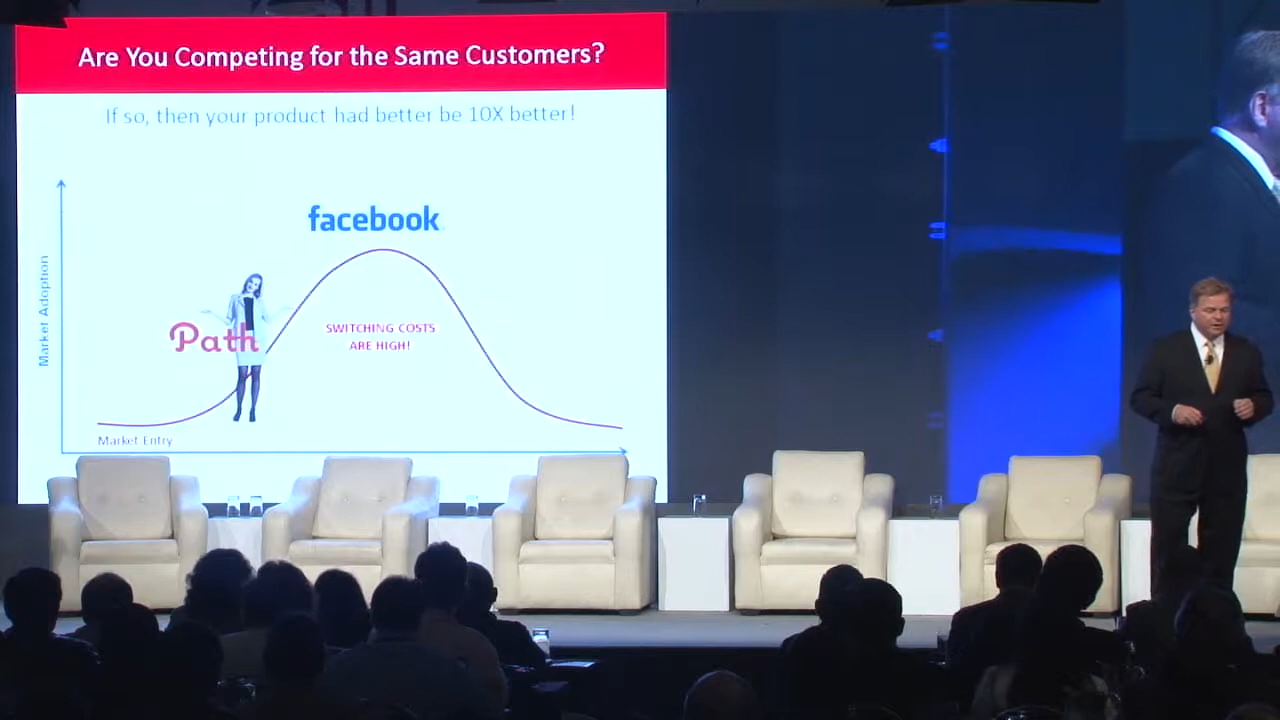 Are You Competing for the Same Customers?
If so, then your product had better be 10X better!
facebook
Market Adoption
Path
SWITCHING COSTS
ARE HIGH!
Market Entry